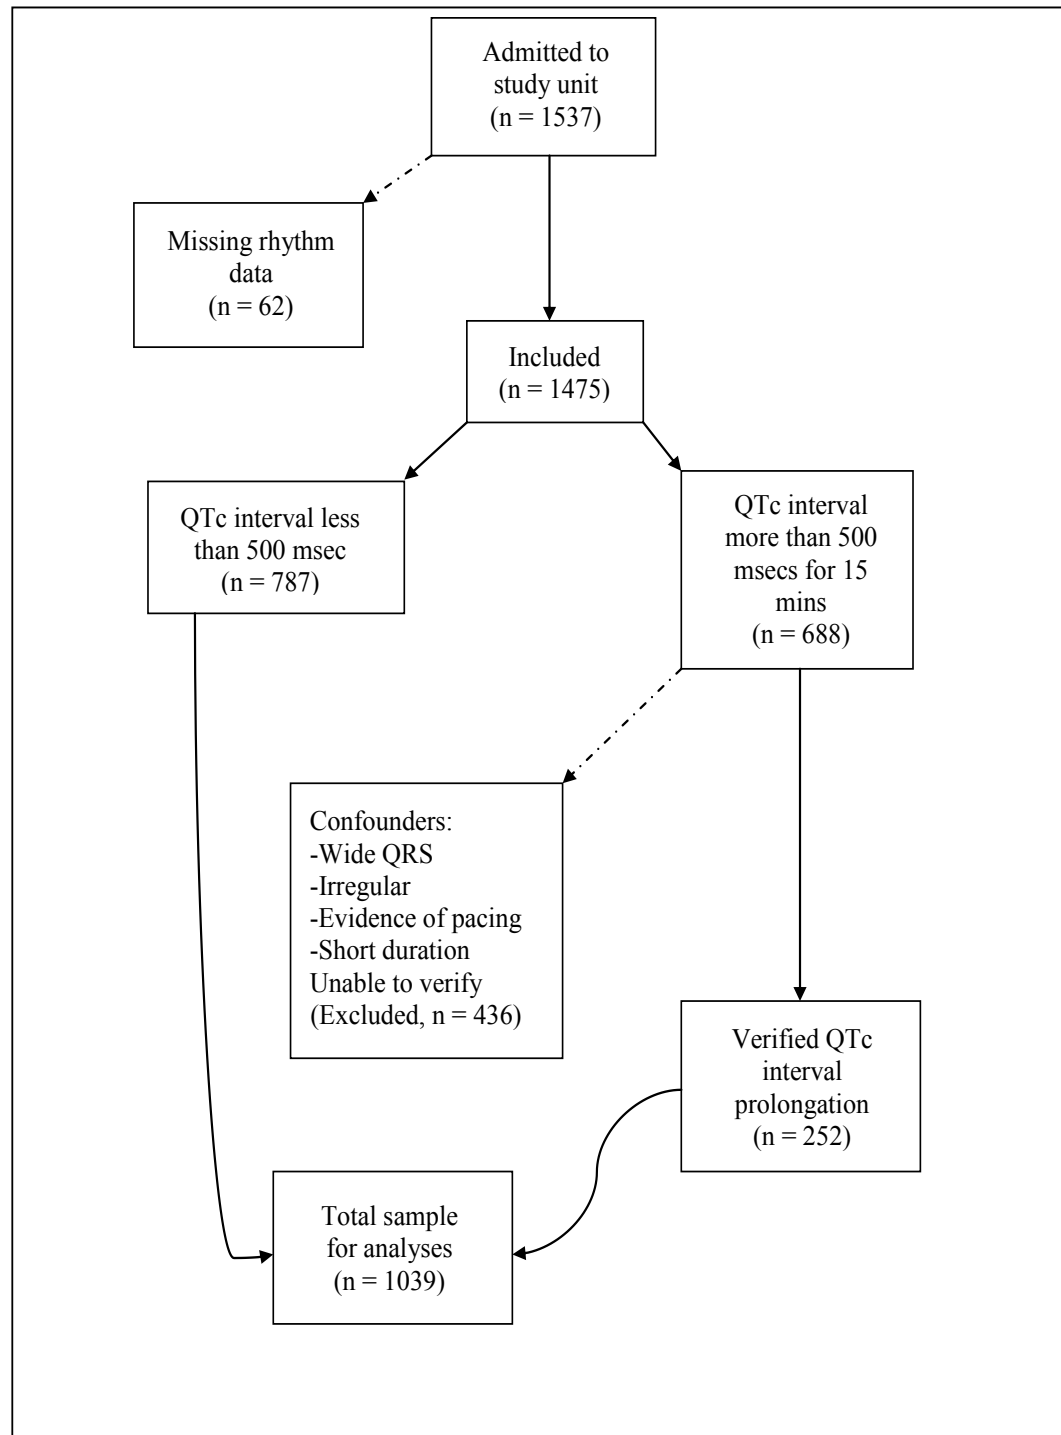 Admitted to
study unit
(n = 1537)
Missing rhythm
data
(n = 62)
Included
(n = 1475)
QTc interval less
than 500 msec
(n = 787)
QTc interval
more than 500
msecs for 15
mins
(n = 688)
Confounders:
-Wide QRS
-Irregular
-Evidence of pacing
-Short duration
Unable to verify
(Excluded, n = 436)
Verified QTc
interval
prolongation
(n = 252)
Total sample
for analyses
(n = 1039)